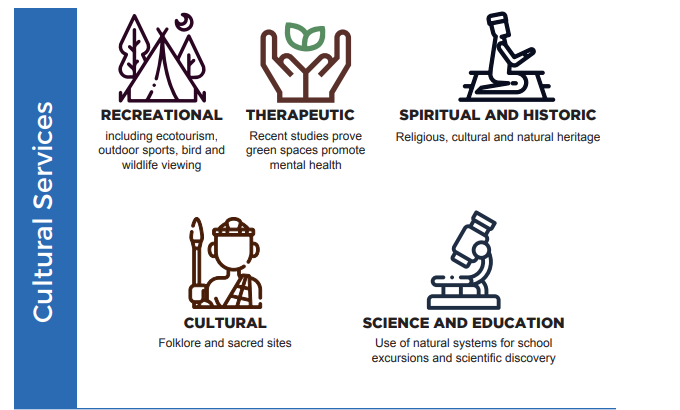 Cultural Services
RECREATIONAL
including ecotourism,
outdoor sports, bird and
wildlife viewing
THERAPEUTIC
Recent studies prove
green spaces promote
mental health
SPIRITUAL AND HISTORIC
Religious, cultural and natural heritage
CULTURAL
Folklore and sacred sites
SCIENCE AND EDUCATION
Use of natural systems for school
excursions and scientific discovery